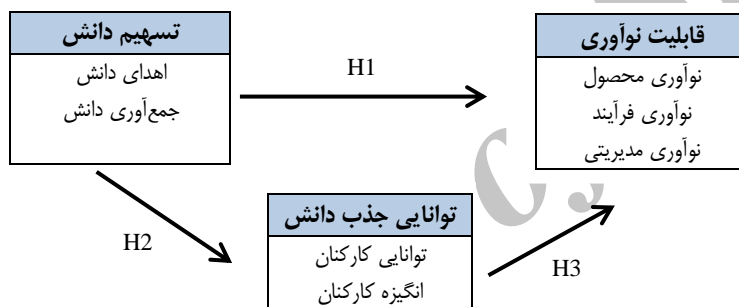 تسهیم دانش
اهدای دانش
جمع‌آوری دانش
H1
قابلیت نوآوری
نوآوری محصول
نوآوری فرآیند
نوآوری مدیریتی
H2
توانایی جذب دانش
توانایی کارکنان
انگیزه کارکنان
H3